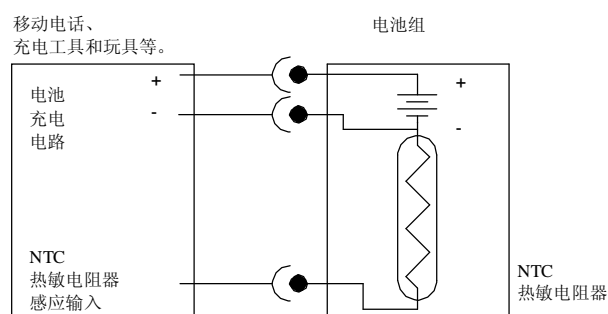 移动电话、
充电工具和玩具等。
电池组
+
-
电池
充电
电路
+
-
NTC
热敏电阻器
感应输入
NTC
热敏电阻器